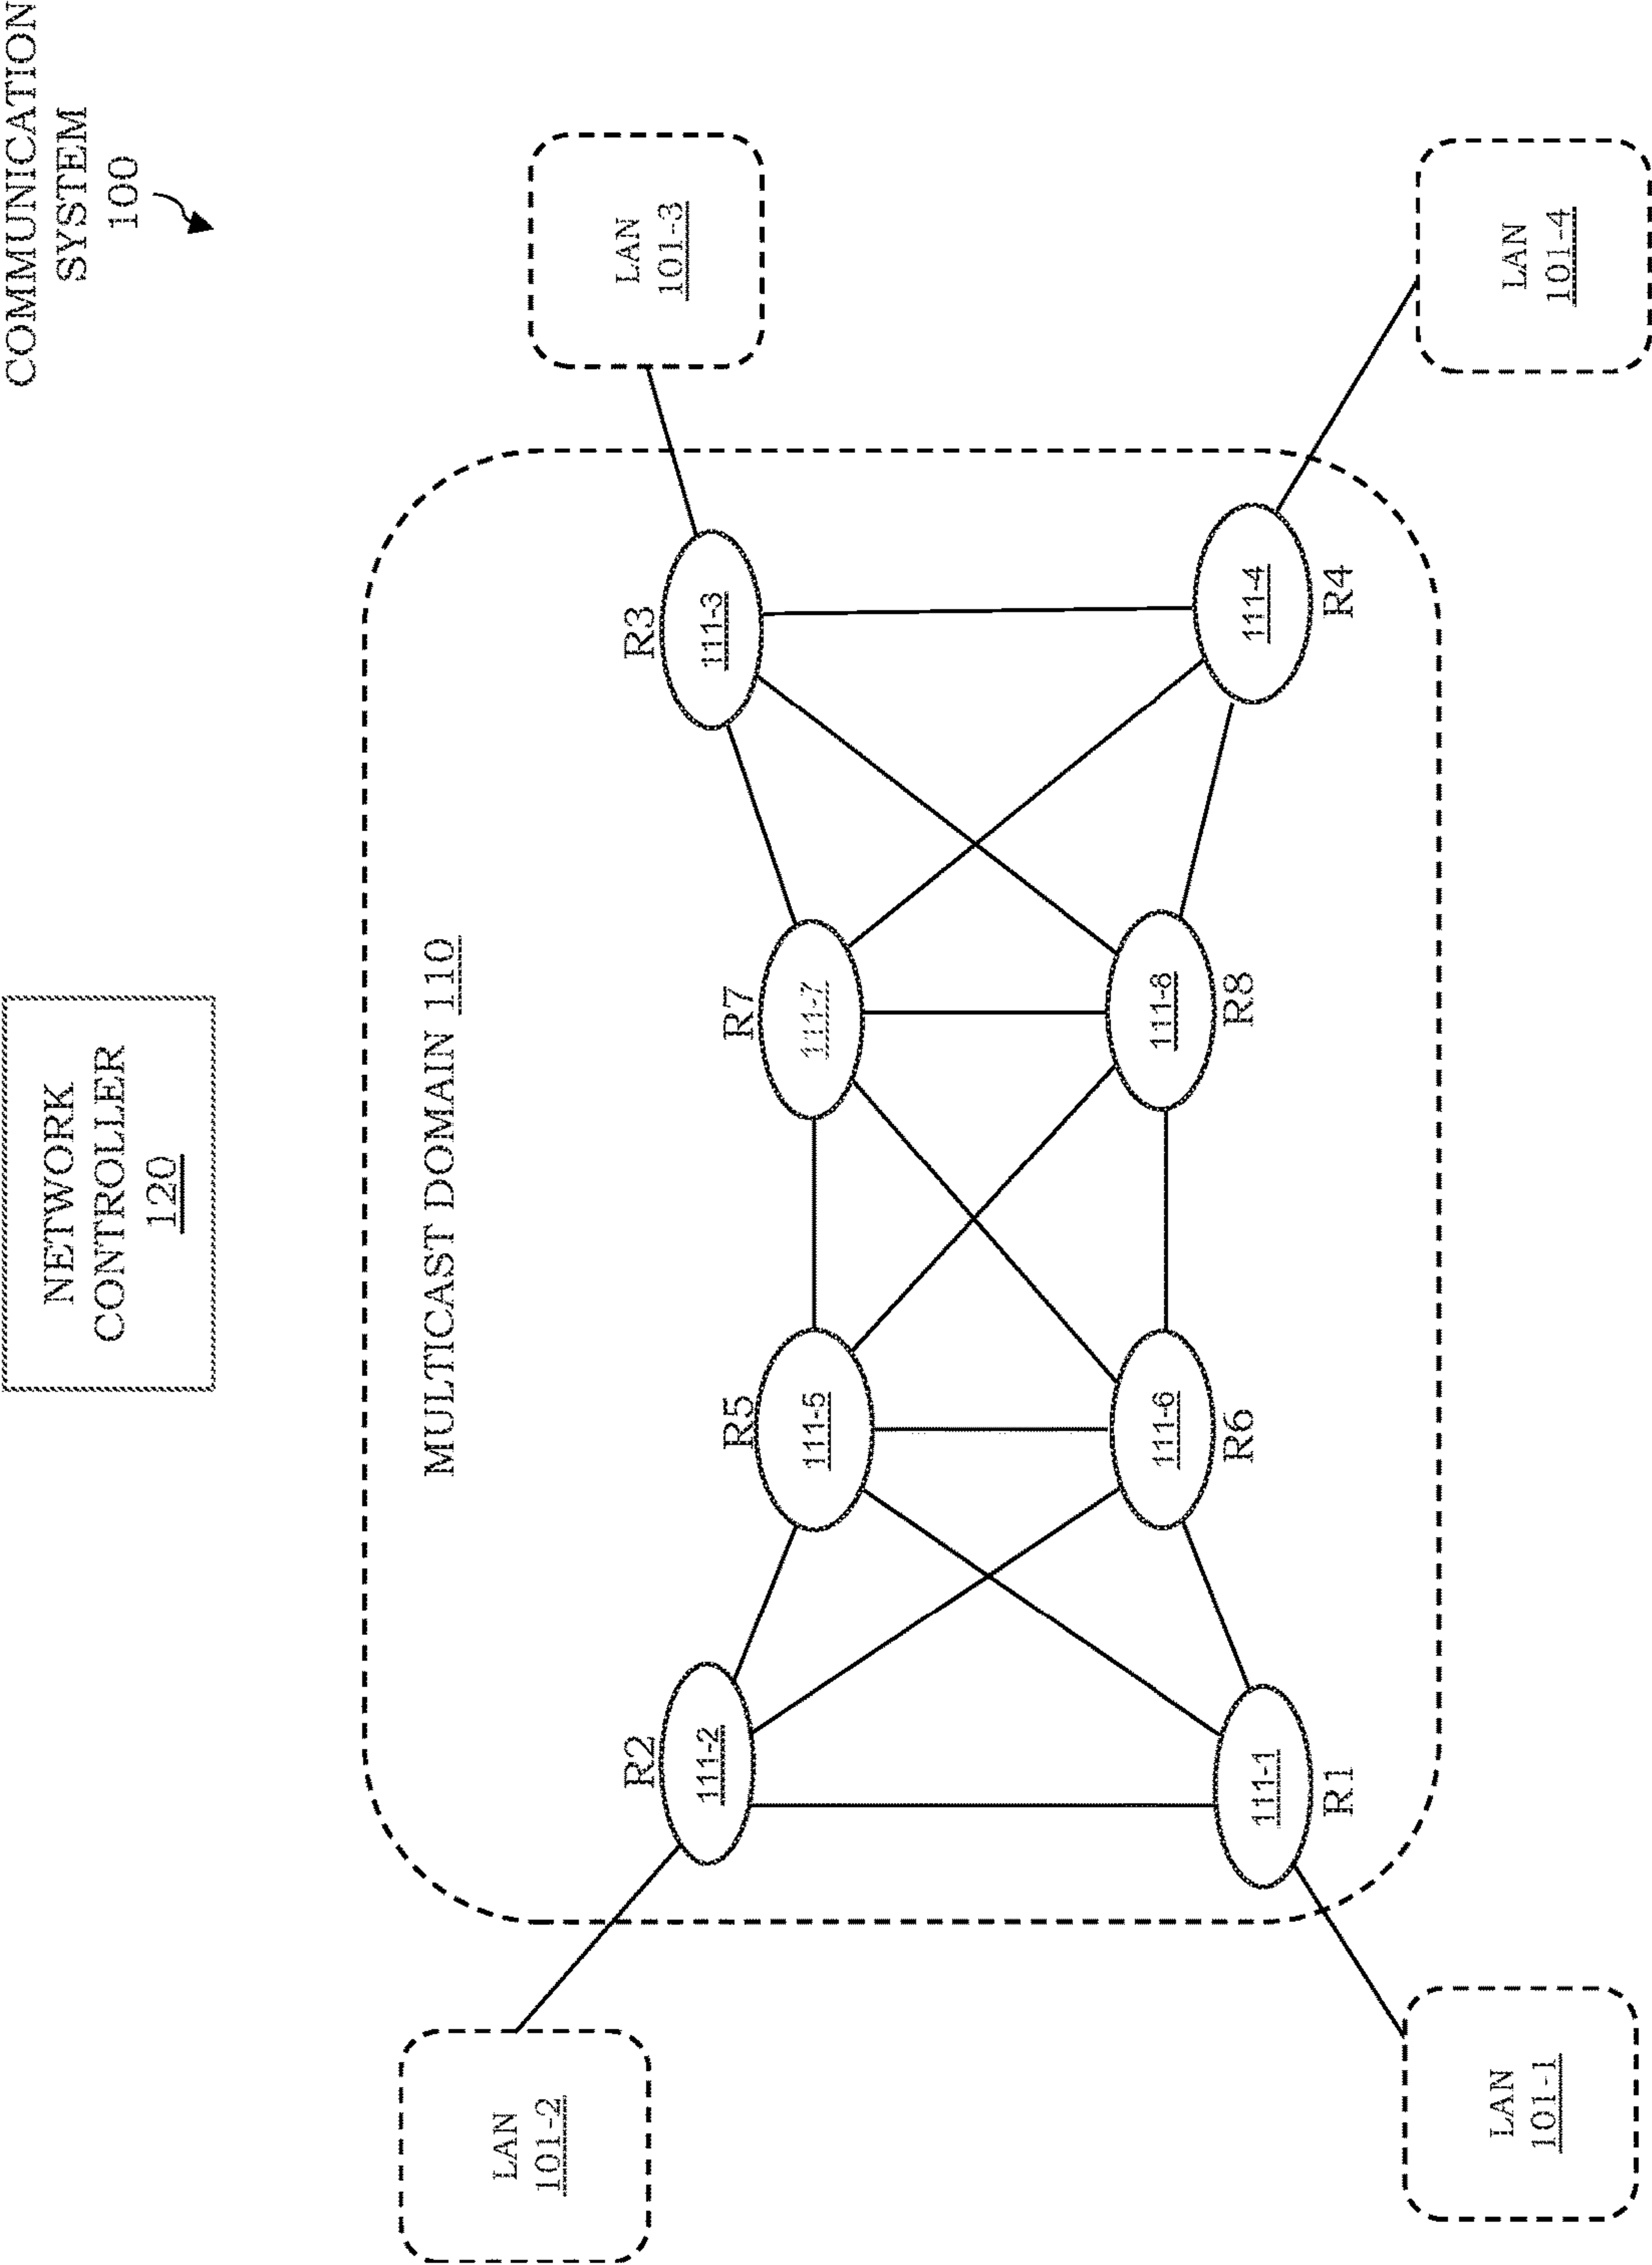 COMMUNICATION
SYSTEM
100
NETWORK
CONTROLLER
120
MULTICAST DOMAIN 110
LAN
101-2
R2
111-2
R5
111-5
R7
111-7
R3
111-3
LAN
101-3
LAN
101-1
111-1
R1
111-6
R6
111-8
R8
111-4
R4
LAN
101-4